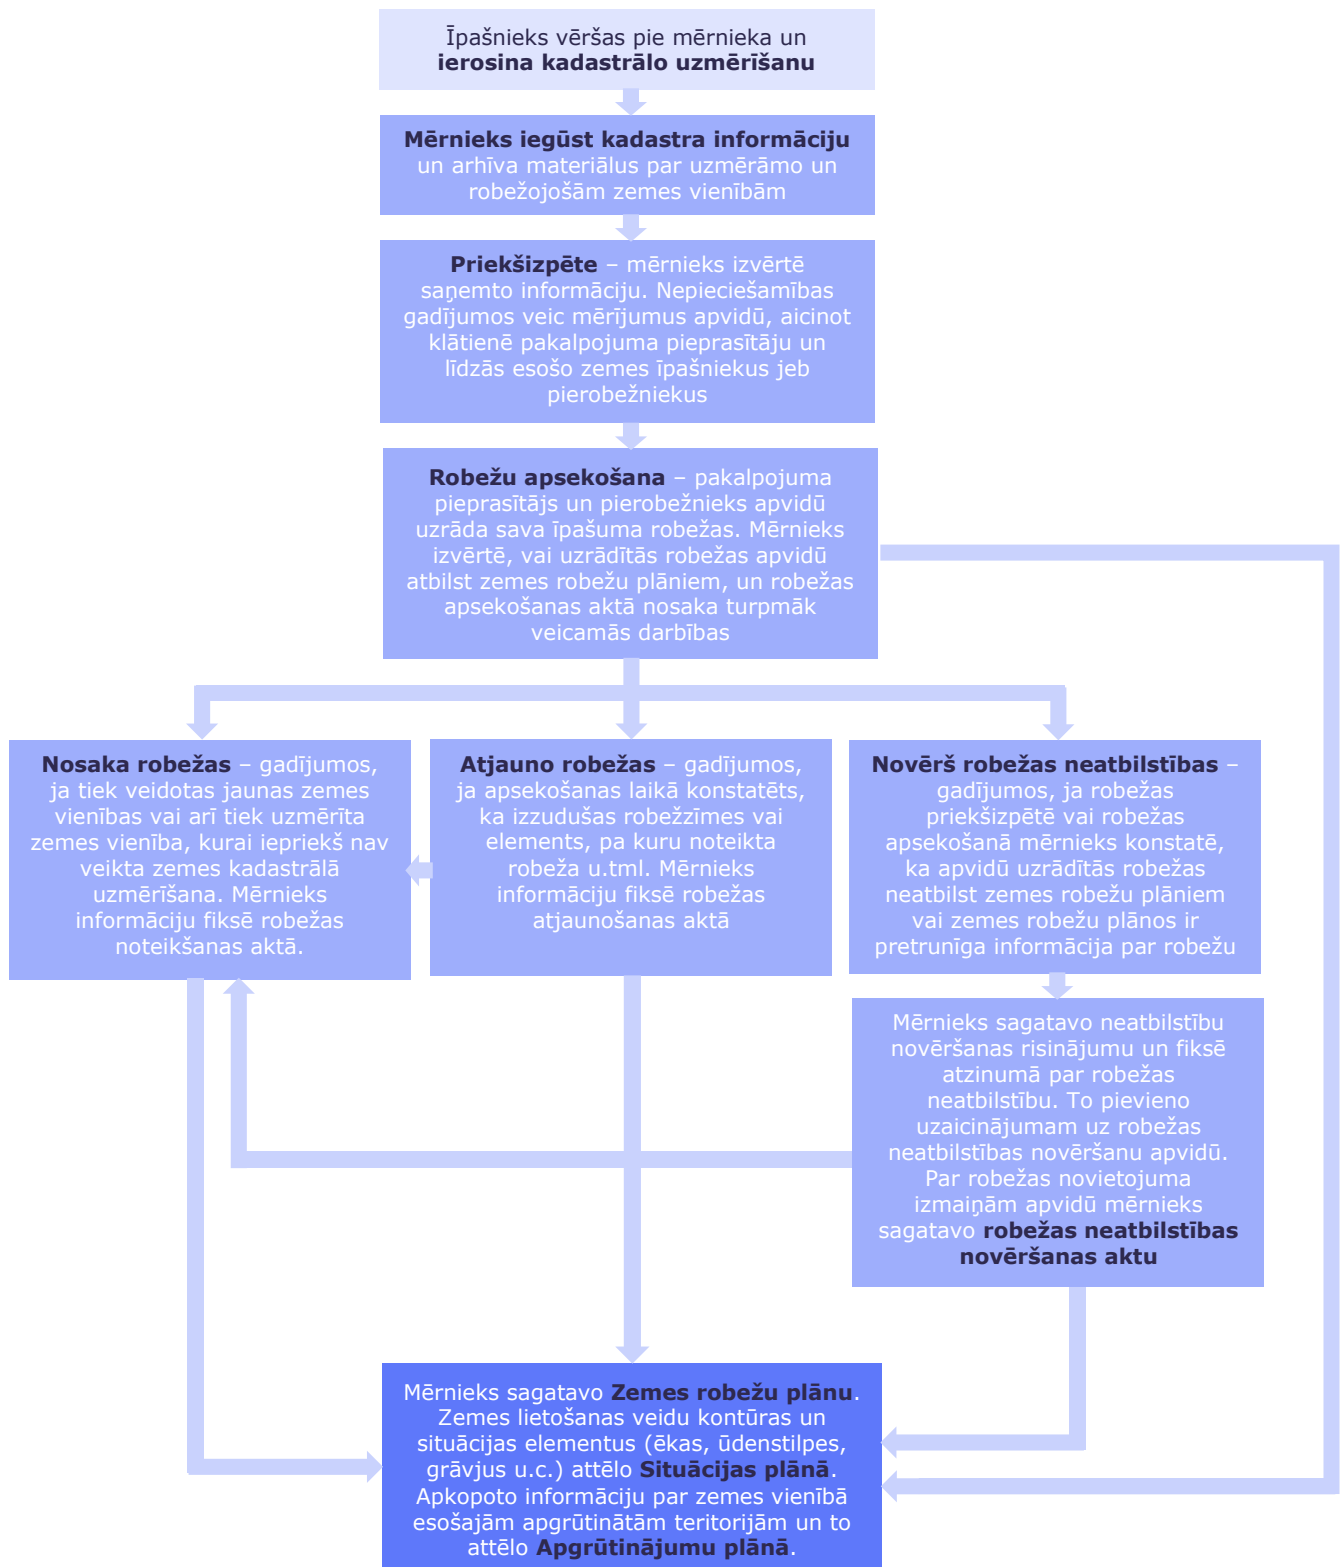 Īpašnieks vēršas pie mērnieka un
ierosina kadastrālo uzmērīšanu
Mērnieks iegūst kadastra informāciju
un arhīva materiālus par uzmērāmo un
robežojošām zemes vienībām
Priekšizpēte – mērnieks izvērtē
saņemto informāciju. Nepieciešamības
gadījumos veic mērījumus apvidū, aicinot
klātienē pakalpojuma pieprasītāju un
līdzās esošo zemes īpašniekus jeb
pierobežniekus
Robežu apsekošana – pakalpojuma
pieprasītājs un pierobežnieks apvidū
uzrāda sava īpašuma robežas. Mērnieks
izvērtē, vai uzrādītās robežas apvidū
atbilst zemes robežu plāniem, un robežas
apsekošanas aktā nosaka turpmāk
veicamās darbības
Nosaka robežas – gadījumos,
ja tiek veidotas jaunas zemes
vienības vai arī tiek uzmērīta
zemes vienība, kurai iepriekš nav
veikta zemes kadastrālā
uzmērīšana. Mērnieks
informāciju fiksē robežas
noteikšanas aktā.
Atjauno robežas – gadījumos,
ja apsekošanas laikā konstatēts,
ka izzudušas robežzīmes vai
elements, pa kuru noteikta
robeža u.tml. Mērnieks
informāciju fiksē robežas
atjaunošanas aktā
Novērš robežas neatbilstības –
gadījumos, ja robežas
priekšizpētē vai robežas
apsekošanā mērnieks konstatē,
ka apvidū uzrādītās robežas
neatbilst zemes robežu plāniem
vai zemes robežu plānos ir
pretrunīga informācija par robežu
Mērnieks sagatavo neatbilstību
novēršanas risinājumu un fiksē
atzinumā par robežas
neatbilstību. To pievieno
uzaicinājumam uz robežas
neatbilstības novēršanu apvidū.
Par robežas novietojuma
izmaiņām apvidū mērnieks
sagatavo robežas neatbilstības
novēršanas aktu
Mērnieks sagatavo Zemes robežu plānu.
Zemes lietošanas veidu kontūras un
situācijas elementus (ēkas, ūdenstilpes,
grāvjus u.c.) attēlo Situācijas plānā.
Apkopoto informāciju par zemes vienībā
esošajām apgrūtinātām teritorijām un to
attēlo Apgrūtinājumu plānā.